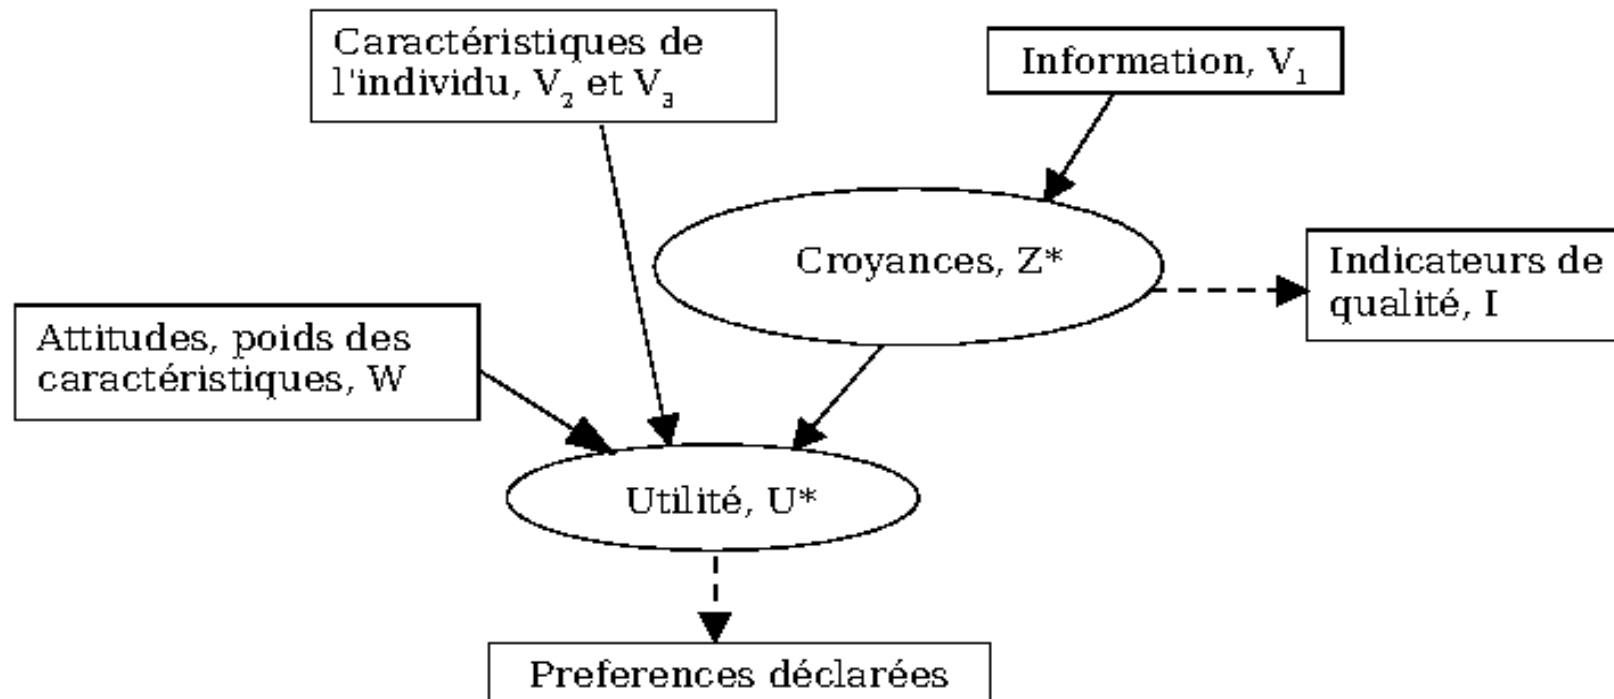 Caractéristiques de
l'individu, V₂ et V₃
Information, V₁
Croyances, Z*
Indicateurs de
qualité, I
Attitudes, poids des
caractéristiques, W
Utilité, U*
Preferences déclarées